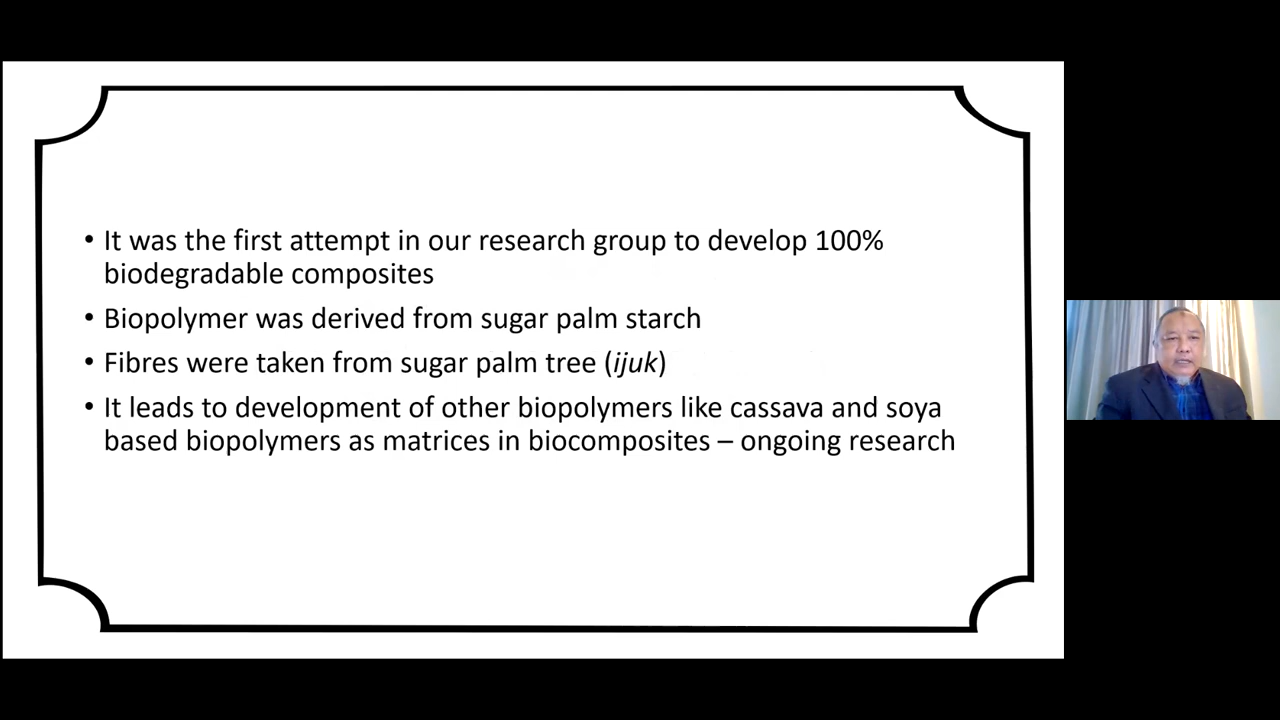 • It was the first attempt in our research group to develop 100%
biodegradable composites
• Biopolymer was derived from sugar palm starch
• Fibres were taken from sugar palm tree (ijuk)
• It leads to development of other biopolymers like cassava and soya
based biopolymers as matrices in biocomposites – ongoing research